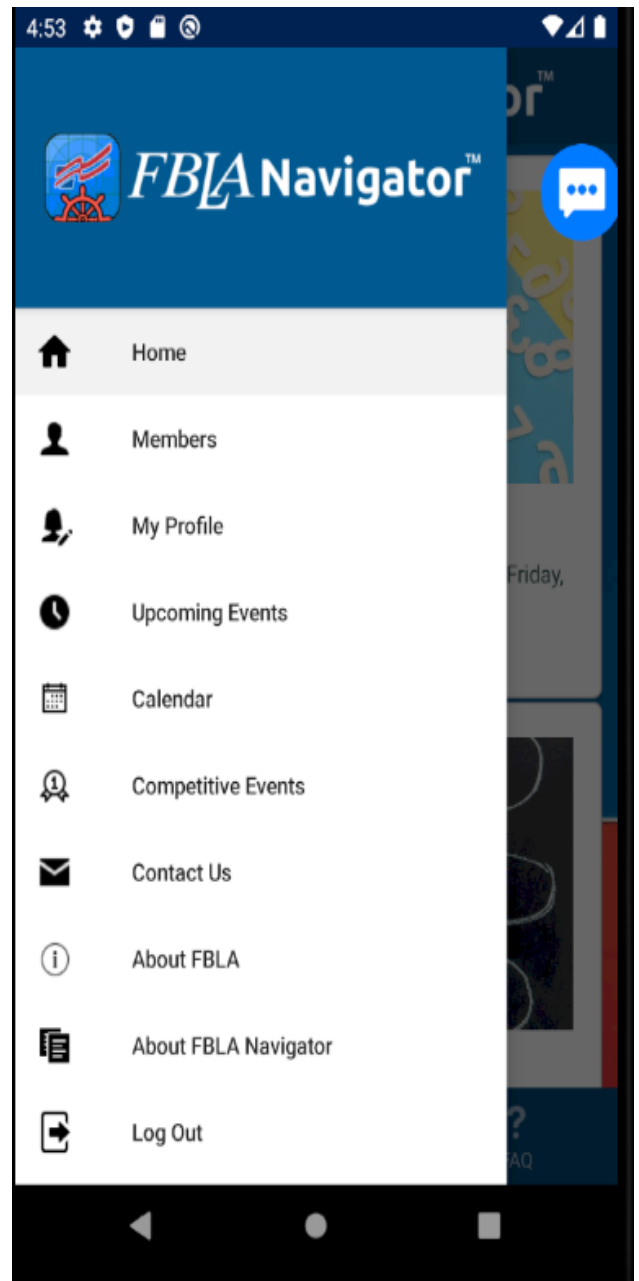 4:53
FBLA Navigator™
or™
Home
Members
My Profile
Friday,
Upcoming Events
Calendar
Competitive Events
Contact Us
About FBLA
About FBLA Navigator
Log Out
FAQ